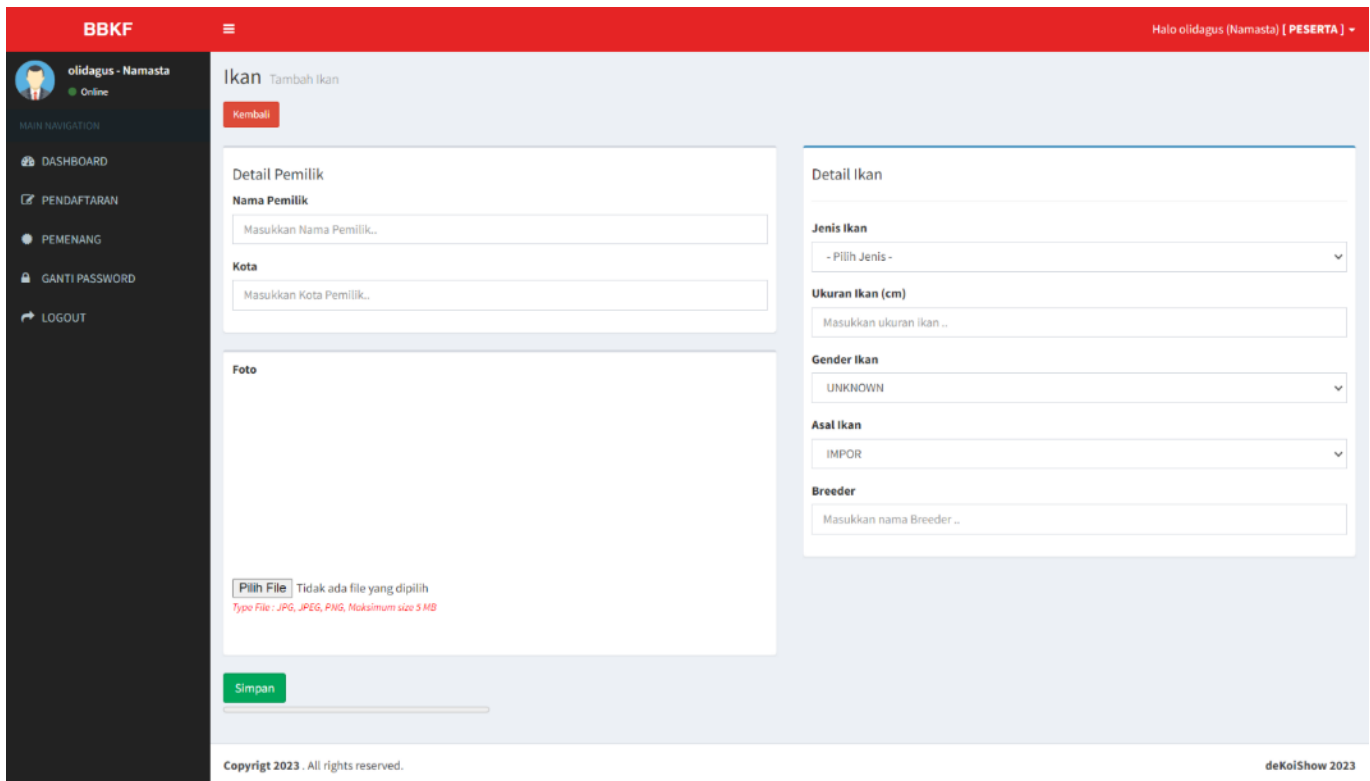 BBKF
Halo olidagus (Namasta) [ PESERTA ]
olidagus - Namasta
Online
MAIN NAVIGATION
DASHBOARD
PENDAFTARAN
PEMENANG
GANTI PASSWORD
LOGOUT
Ikan Tambah Ikan
Kembali
Detail Pemilik
Nama Pemilik
Masukkan Nama Pemilik..
Kota
Masukkan Kota Pemilik..
Foto
Pilih File Tidak ada file yang dipilih
Type File : JPG, JPEG, PNG, Maksimum size 5 MB
Simpan
Detail Ikan
Jenis Ikan
- Pilih Jenis -
Ukuran Ikan (cm)
Masukkan ukuran ikan ..
Gender Ikan
UNKNOWN
Asal Ikan
IMPOR
Breeder
Masukkan nama Breeder ..
Copyrigt 2023 . All rights reserved.
deKoiShow 2023